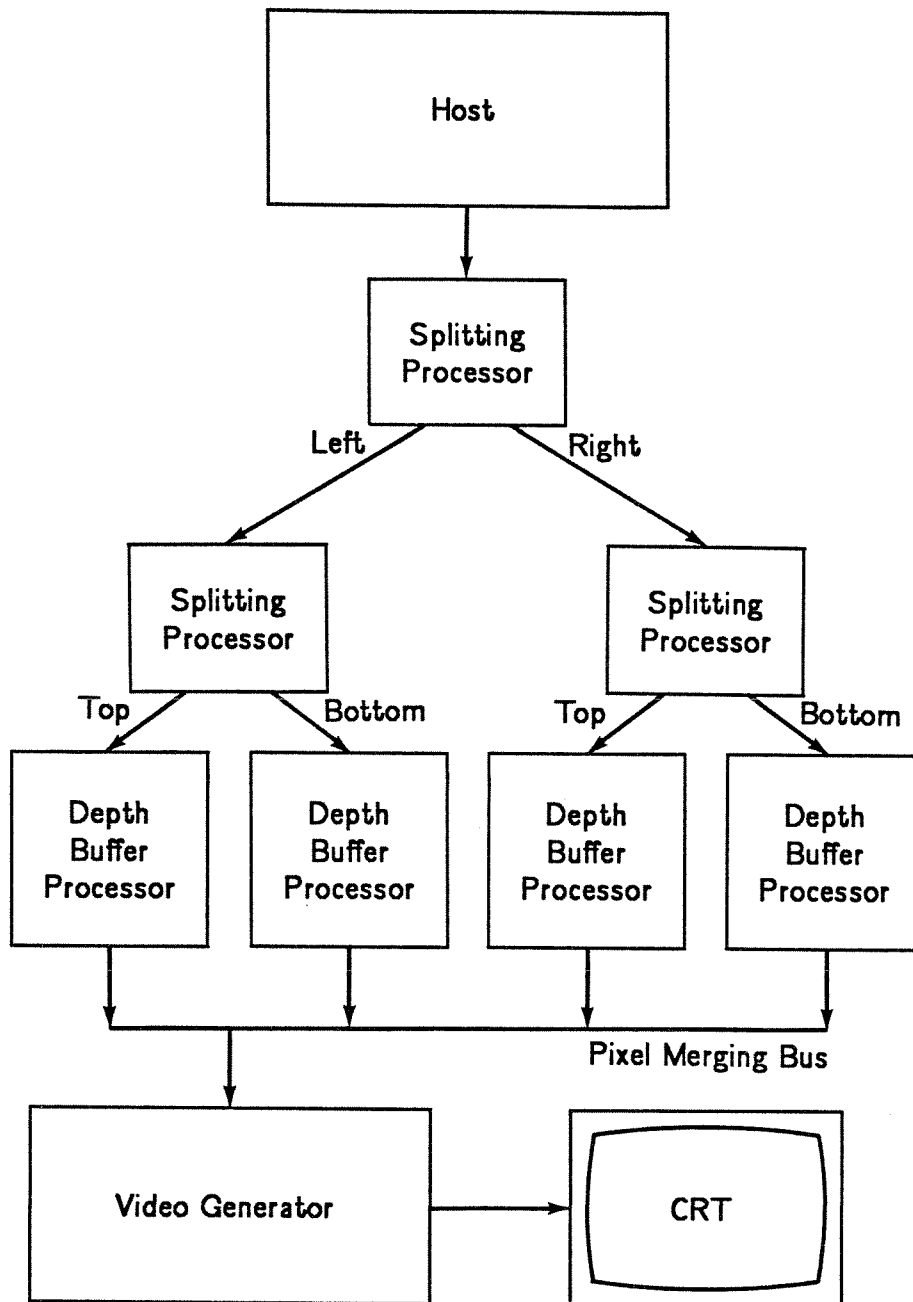 Host
Splitting
Processor
Left
Right
Splitting
Processor
Splitting
Processor
Top
Bottom
Top
Bottom
Depth
Buffer
Processor
Depth
Buffer
Processor
Depth
Buffer
Processor
Depth
Buffer
Processor
Pixel Merging Bus
Video Generator
CRT